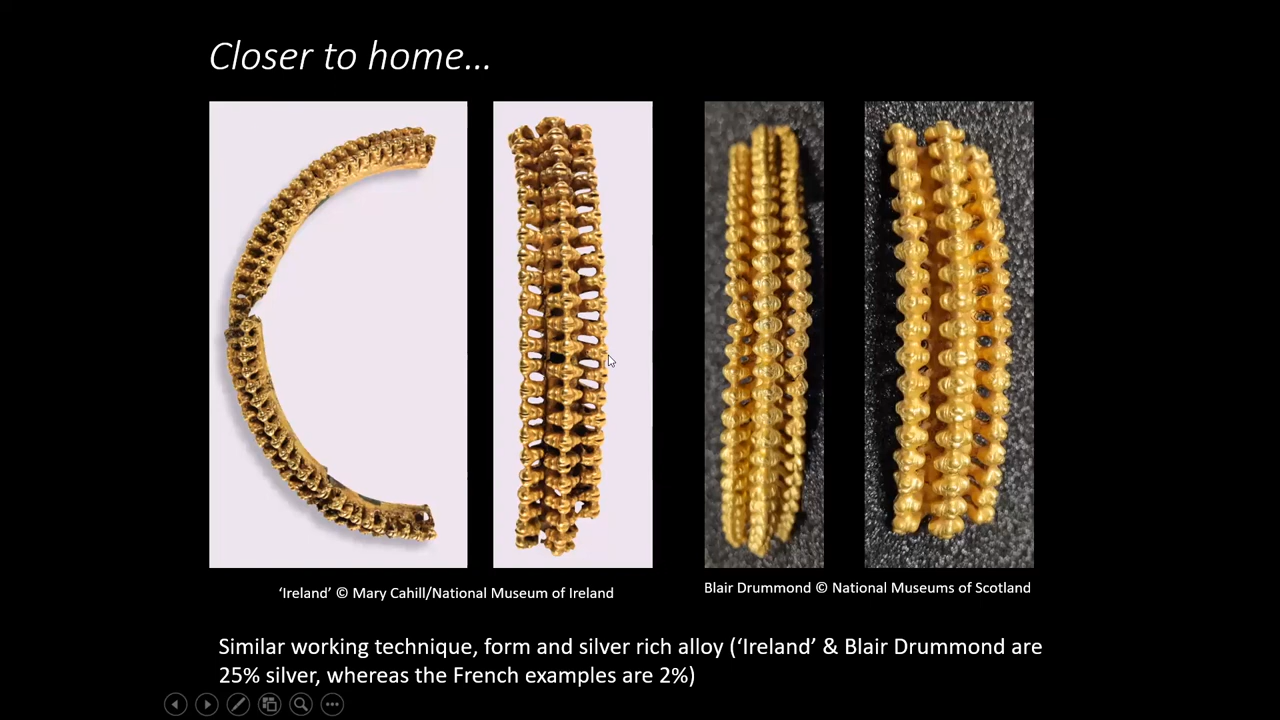 Closer to home...
‘Ireland’ © Mary Cahill/National Museum of Ireland
Blair Drummond © National Museums of Scotland
Similar working technique, form and silver rich alloy (‘Ireland’ & Blair Drummond are
25% silver, whereas the French examples are 2%)